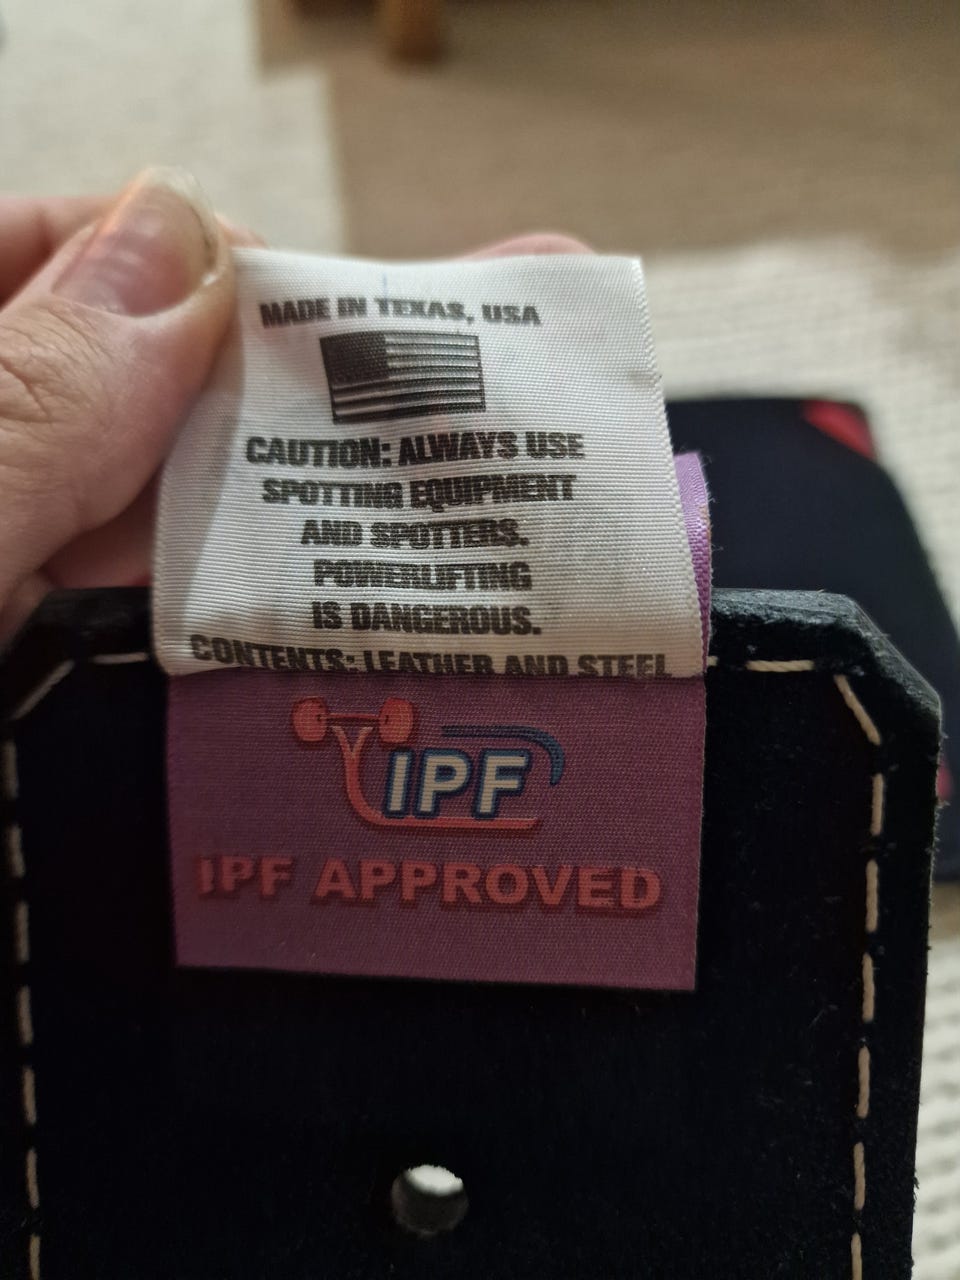 MADE IN TEXAS, USA
CAUTION: ALWAYS USE
SPOTTING EQUIPMENT
AND SPOTTERS.
POWERLIFTING
IS DANGEROUS.
CONTENTS: LEATHER AND STEEL
IPF
IPF APPROVED